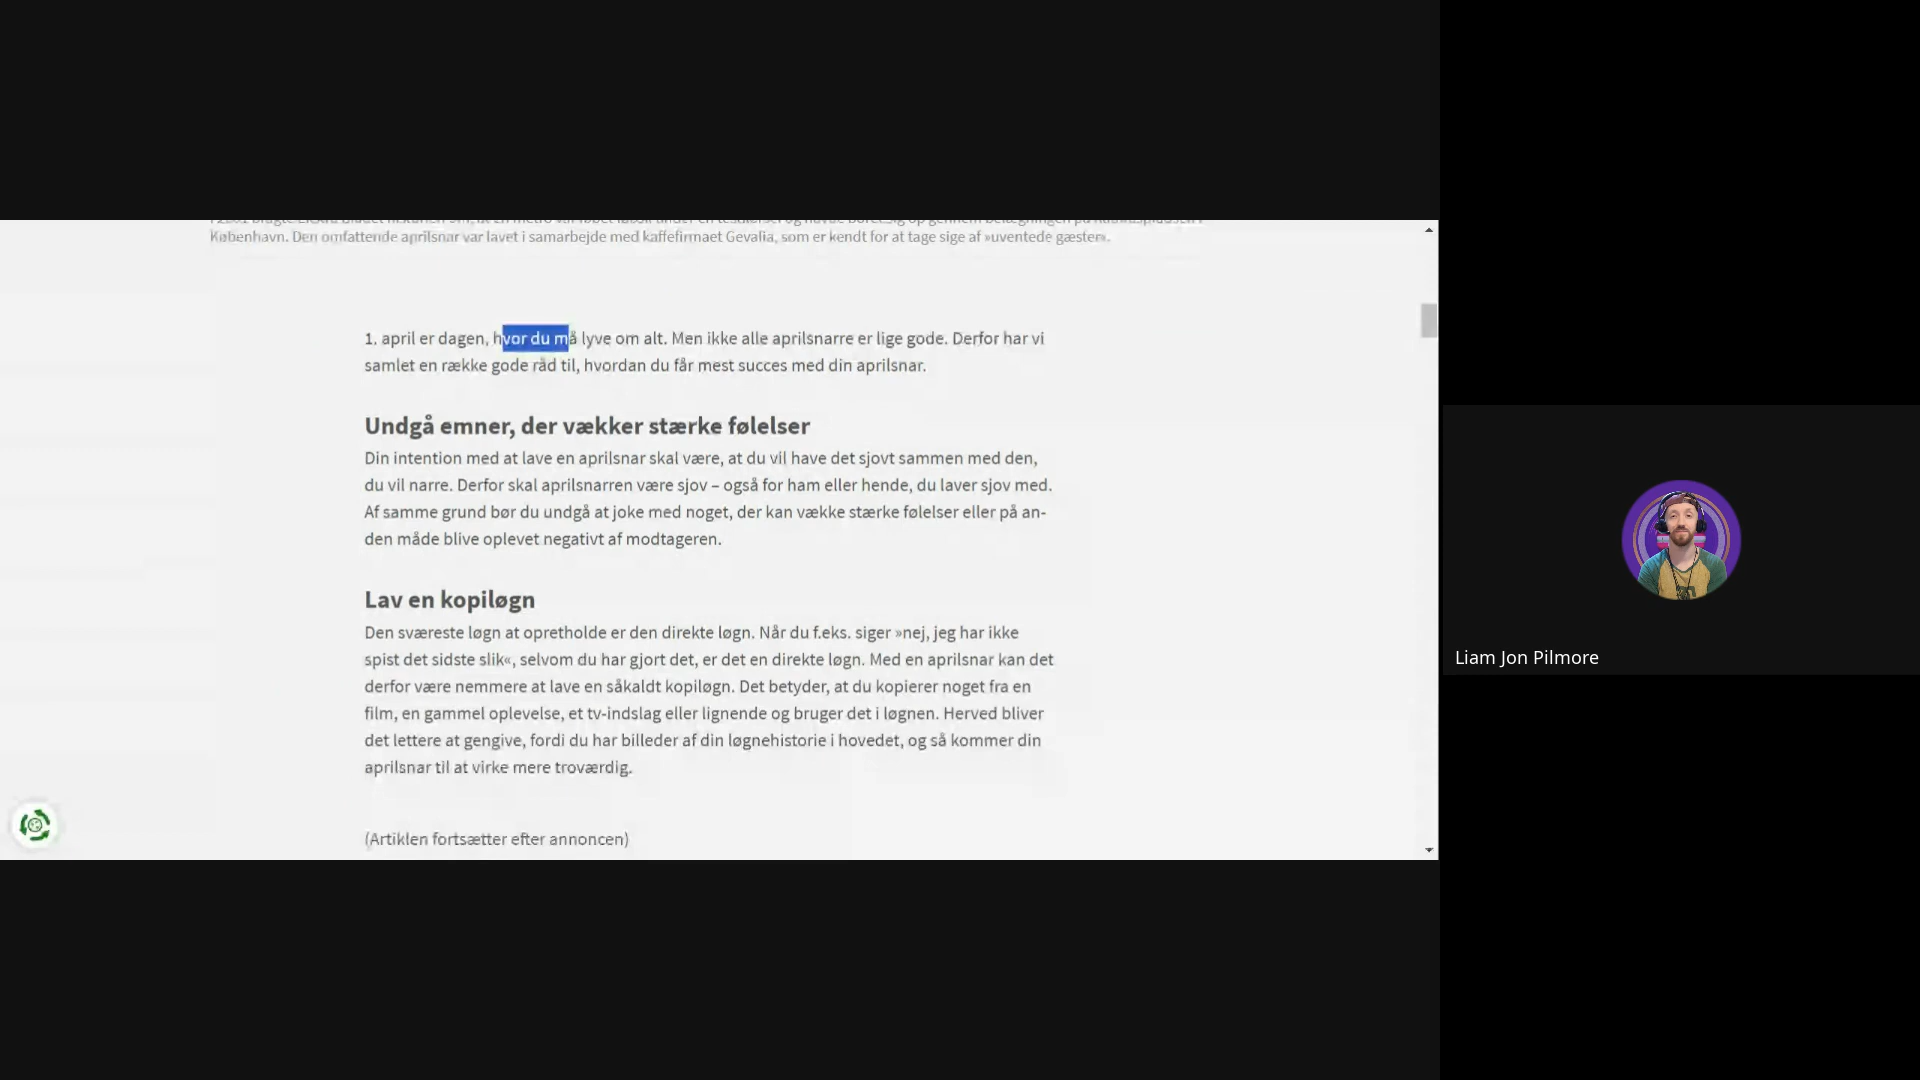 København. Den omfattende aprilsnar var lavet i samarbejde med kaffefirmaet Gevalia, som er kendt for at tage sige af »uventede gæster«.
1. april er dagen, hvor du må lyve om alt. Men ikke alle aprilsnarre er lige gode. Derfor har vi
samlet en række gode råd til, hvordan du får mest succes med din aprilsnar.
Undgå emner, der vækker stærke følelser
Din intention med at lave en aprilsnar skal være, at du vil have det sjovt sammen med den,
du vil narre. Derfor skal aprilsnarren være sjov – også for ham eller hende, du laver sjov med.
Af samme grund bør du undgå at joke med noget, der kan vække stærke følelser eller på an-
den måde blive oplevet negativt af modtageren.
Lav en kopiløgn
Den sværeste løgn at opretholde er den direkte løgn. Når du f.eks. siger »nej, jeg har ikke
spist det sidste slik«, selvom du har gjort det, er det en direkte løgn. Med en aprilsnar kan det
derfor være nemmere at lave en såkaldt kopiløgn. Det betyder, at du kopierer noget fra en
film, en gammel oplevelse, et tv-indslag eller lignende og bruger det i løgnen. Herved bliver
det lettere at gengive, fordi du har billeder af din løgnehistorie i hovedet, og så kommer din
aprilsnar til at virke mere troværdig.
(Artiklen fortsætter efter annoncen)
Liam Jon Pilmore